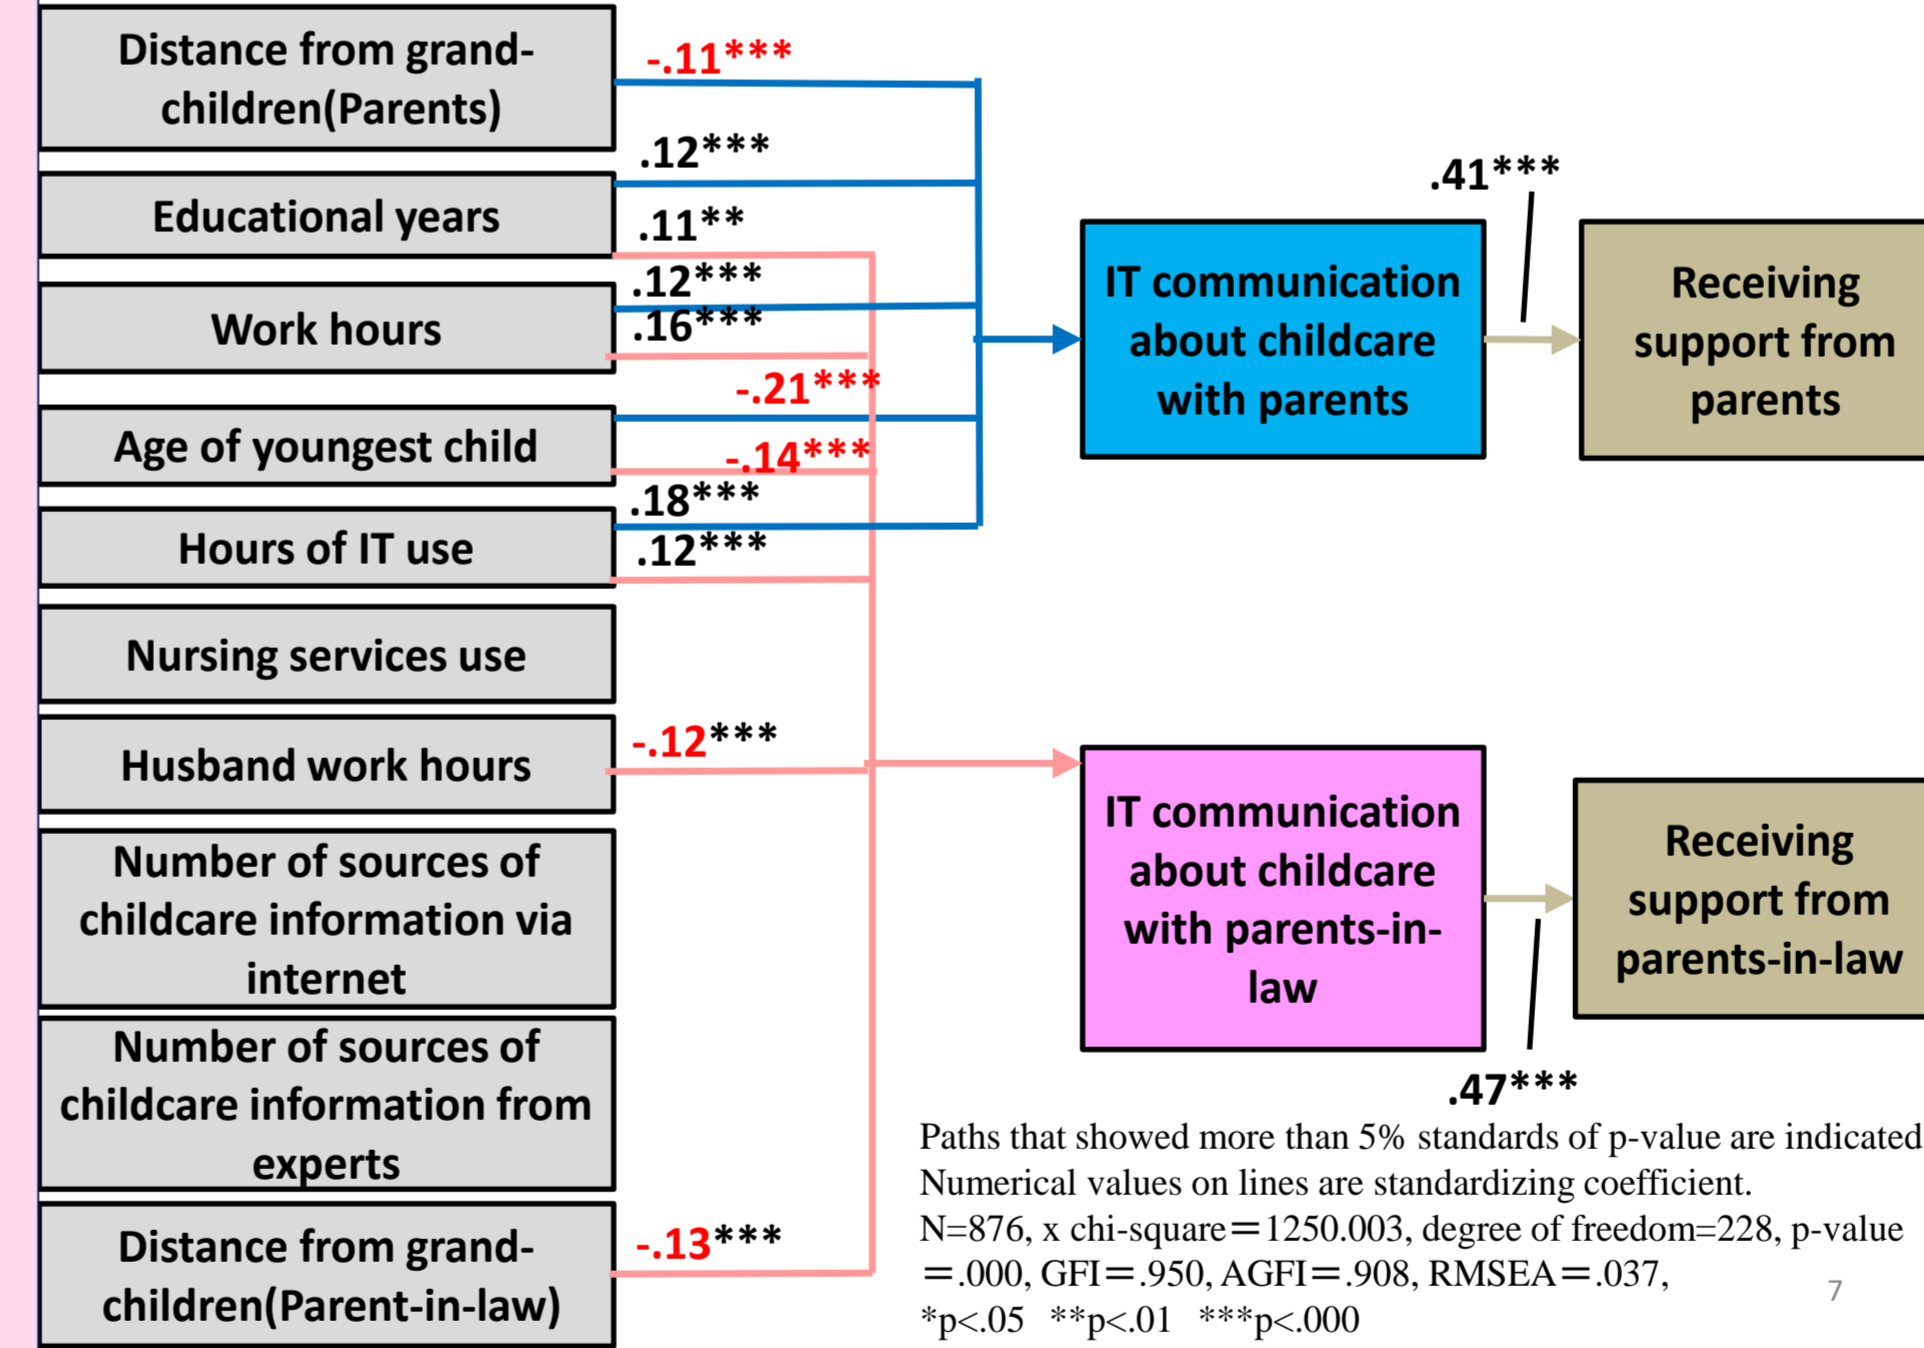 Distance from grand-
children(Parents)
-.11***
.12***
Educational years
.11**
.12***
Work hours
.16***
-.21***
Age of youngest child
-.14***
.18***
Hours of IT use
.12***
Nursing services use
Husband work hours
-.12***
Number of sources of
childcare information via
internet
Number of sources of
childcare information from
experts
Distance from grand-
children(Parent-in-law)
-.13***
IT communication
about childcare
with parents
.41***
Receiving
support from
parents
IT communication
about childcare
with parents-in-
law
Receiving
support from
parents-in-law
.47***
Paths that showed more than 5% standards of p-value are indicated
Numerical values on lines are standardizing coefficient.
N=876, x chi-square＝1250.003, degree of freedom=228, p-value
＝.000, GFI＝.950, AGFI＝.908, RMSEA＝.037,
*p<.05 **p<.01 ***p<.000
7